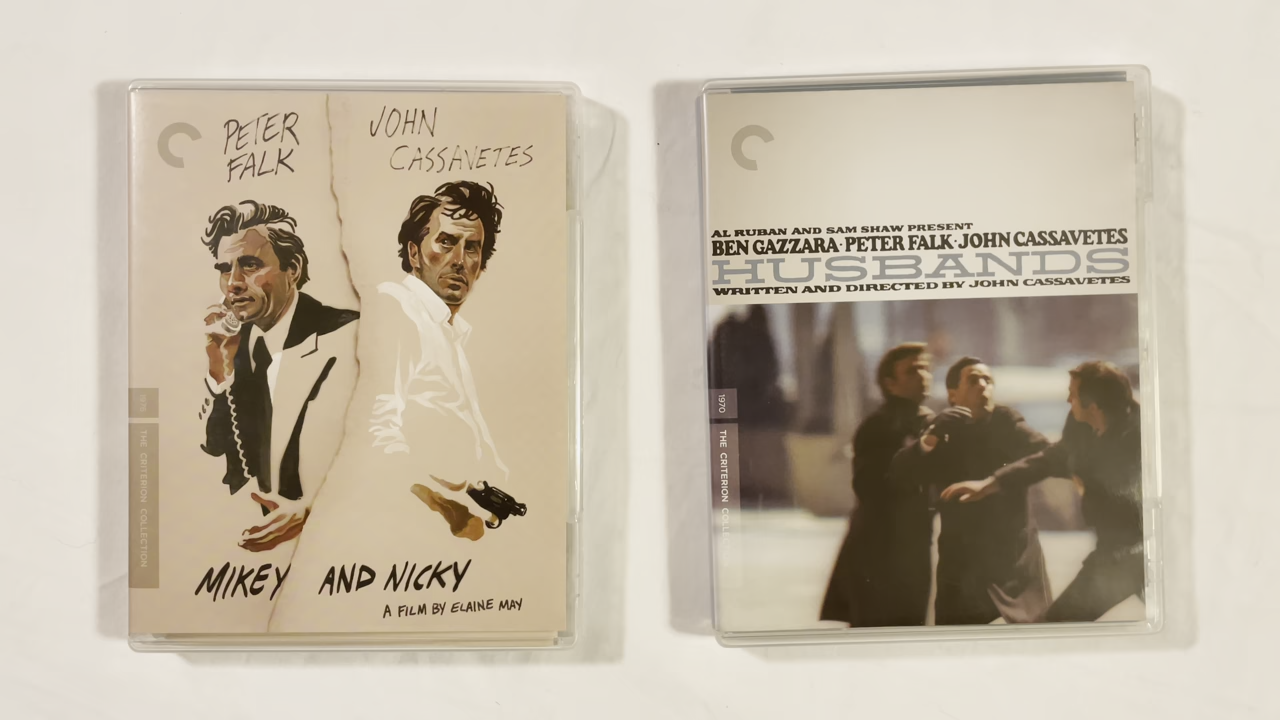 PETER
FALK
JOHN
CASSAVETES
1976
THE CRITERION COLLECTION
MIKEY AND NICKY
A FILM BY ELAINE MAY
AL RUBAN AND SAM SHAW PRESENT
BEN GAZZARA · PETER FALK · JOHN CASSAVETES
HUSBANDS
WRITTEN AND DIRECTED BY JOHN CASSAVETES
1970
THE CRITERION